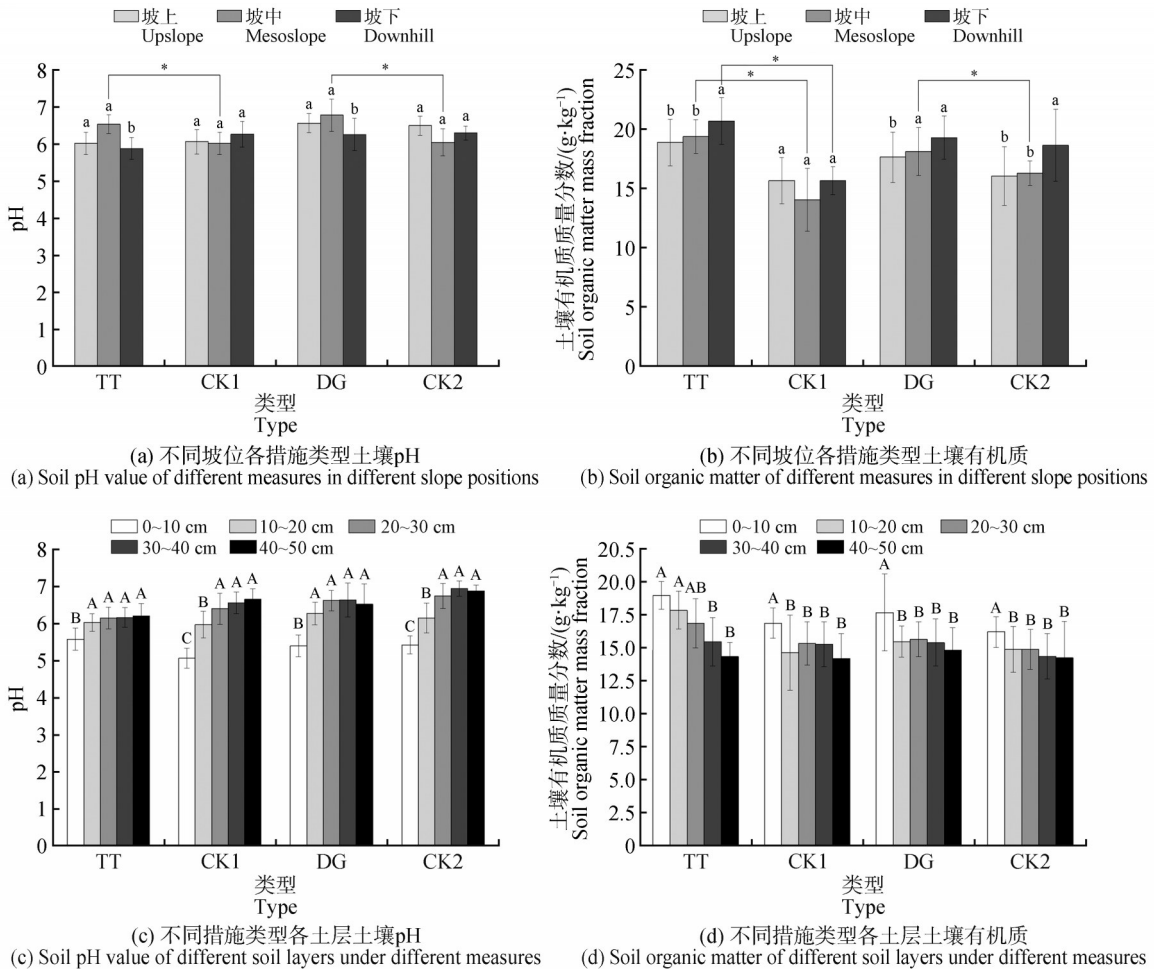 坡上 坡中 坡下
Upslope Mesoslope Downhill
* *
a a b a a a a a b a a a
8
7
6
5
4
3
2
1
0
pH
TT CK1 DG CK2
类型
Type
(a) 不同坡位各措施类型土壤pH
(a) Soil pH value of different measures in different slope positions
坡上 坡中 坡下
Upslope Mesoslope Downhill
*
* *
b b a a a a b a a b b a
25
20
15
10
5
0
土壤有机质质量分数/(g·kg⁻¹)
Soil organic matter mass fraction
TT CK1 DG CK2
类型
Type
(b) 不同坡位各措施类型土壤有机质
(b) Soil organic matter of different measures in different slope positions
0~10 cm 10~20 cm 20~30 cm
30~40 cm 40~50 cm
B A A A A C B A A A B A A A A C B A A A
8
7
6
5
4
3
2
1
0
pH
TT CK1 DG CK2
类型
Type
(c) 不同措施类型各土层土壤pH
(c) Soil pH value of different soil layers under different measures
0~10 cm 10~20 cm 20~30 cm
30~40 cm 40~50 cm
A A AB B B A B B B B A B B B B A B B B B
20.5
20.0
17.5
15.0
13.5
10.0
7.5
5.0
2.5
0
土壤有机质质量分数/(g·kg⁻¹)
Soil organic matter mass fraction
TT CK1 DG CK2
类型
Type
(d) 不同措施类型各土层土壤有机质
(d) Soil organic matter of different soil layers under different measures